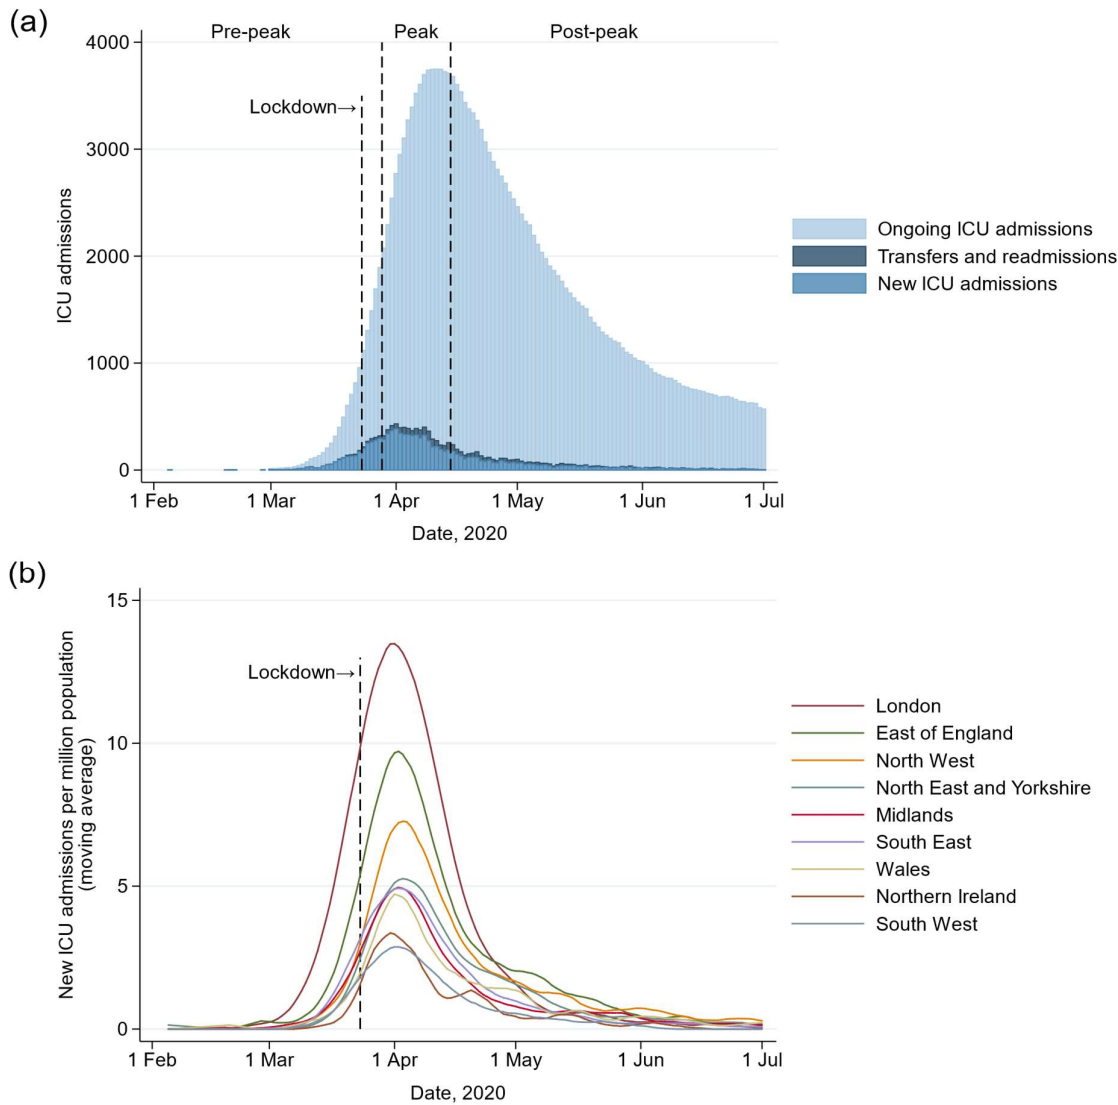 (a)
Pre-peak Peak Post-peak
4000
Lockdown→
3000
ICU admissions
2000
1000
0
1 Feb 1 Mar 1 Apr 1 May 1 Jun 1 Jul
Date, 2020
Ongoing ICU admissions
Transfers and readmissions
New ICU admissions
(b)
15
Lockdown→
New ICU admissions per million population
(moving average)
10
5
0
1 Feb 1 Mar 1 Apr 1 May 1 Jun 1 Jul
Date, 2020
London
East of England
North West
North East and Yorkshire
Midlands
South East
Wales
Northern Ireland
South West